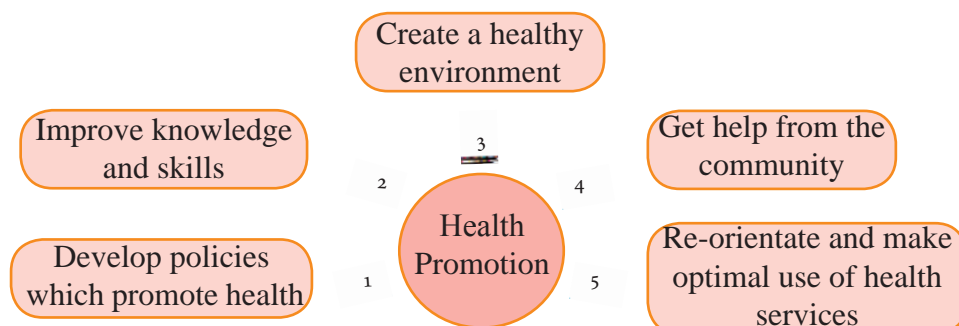 Create a healthy
environment
Improve knowledge
and skills
3
Get help from the
community
2
4
Health
Promotion
Develop policies
which promote health
1
5
Re-orientate and make
optimal use of health
services